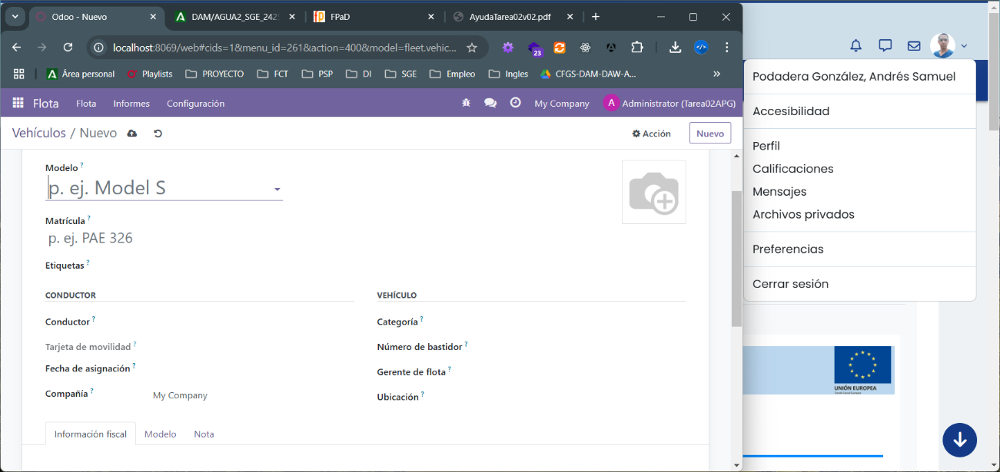 Odoo - Nuevo
DAM/AGUA2_SGE_242
FPaD
AyudaTarea02v02.pdf
localhost:8069/web#cids=1&menu_id=261&action=400&model=fleet.vehic...
23
Área personal
Playlists
PROYECTO
FCT
PSP
DI
SGE
Empleo
Ingles
CFGS-DAM-DAW-A...
Flota
Flota
Informes
Configuración
My Company
A
Administrator (Tarea02APG)
Vehículos / Nuevo
Acción
Nuevo
Modelo ?
p. ej. Model S
Matrícula ?
p. ej. PAE 326
Etiquetas ?
CONDUCTOR
Conductor ?
Tarjeta de movilidad ?
Fecha de asignación ?
Compañía ?
My Company
VEHÍCULO
Categoría ?
Número de bastidor ?
Gerente de flota ?
Ubicación ?
Información fiscal
Modelo
Nota
Podadera González, Andrés Samuel
Accesibilidad
Perfil
Calificaciones
Mensajes
Archivos privados
Preferencias
Cerrar sesión
UNIÓN EUROPEA
Fondo Social Europeo